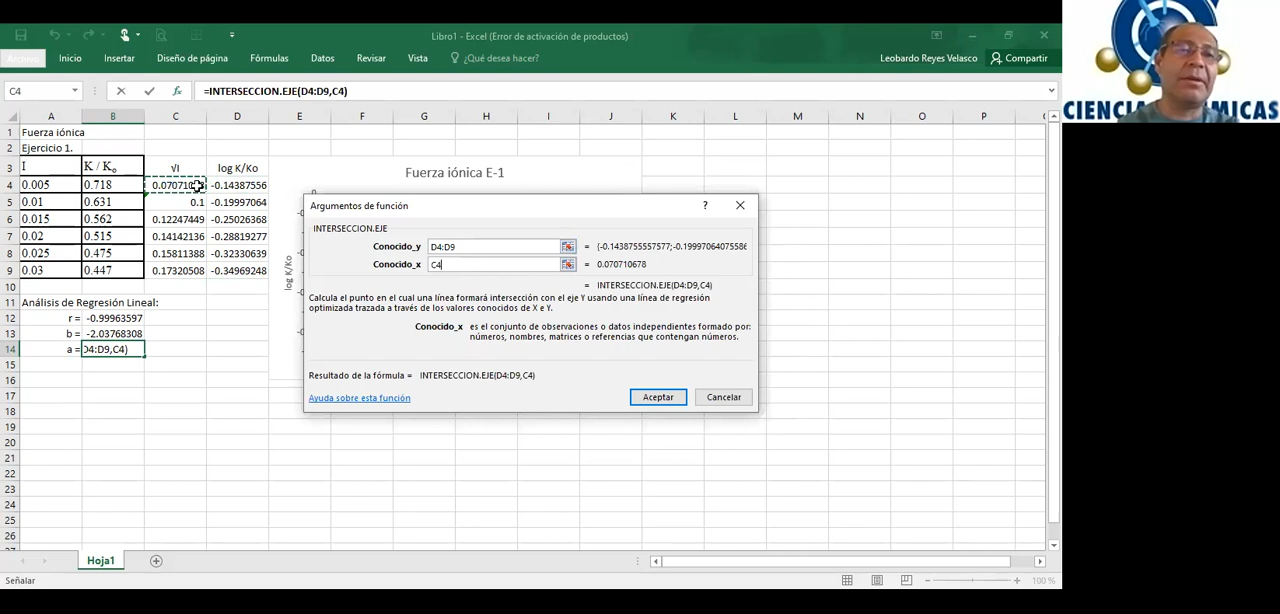 Libro1 - Excel (Error de activación de productos)
Archivo Inicio Insertar Diseño de página Fórmulas Datos Revisar Vista ¿Qué desea hacer? Leobardo Reyes Velasco Compartir
C4 fx =INTERSECCION.EJE(D4:D9,C4)
A B C D E F G H I J K L M N O P
1 Fuerza iónica
2 Ejercicio 1.
3 I K / Ko √I log K/Ko
4 0.005 0.718 -0.14387556
5 0.01 0.631 0.1 -0.19997064
6 0.015 0.562 0.12247449 -0.25026368
7 0.02 0.515 0.14142136 -0.28819277
8 0.025 0.475 0.15811388 -0.32330639
9 0.03 0.447 0.17320508 -0.34969248
10
11 Análisis de Regresión Lineal:
12 r = -0.99963597
13 b = -2.03768308
14 a = D4:D9,C4)
15
16
17
18
19
20
21
22
23
24
25
26
Fuerza iónica E-1
log K/Ko
Argumentos de función ?
INTERSECCION.EJE
Conocido_y D4:D9 = {-0.1438755557577;-0.19997064075586
Conocido_x C4 = 0.070710678
= INTERSECCION.EJE(D4:D9,C4)
Calcula el punto en el cual una línea formará intersección con el eje Y usando una línea de regresión
optimizada trazada a través de los valores conocidos de X e Y.
Conocido_x es el conjunto de observaciones o datos independientes formado por:
números, nombres, matrices o referencias que contengan números.
Resultado de la fórmula = INTERSECCION.EJE(D4:D9,C4)
Ayuda sobre esta función Aceptar Cancelar
Hoja1
Señalar 100 %